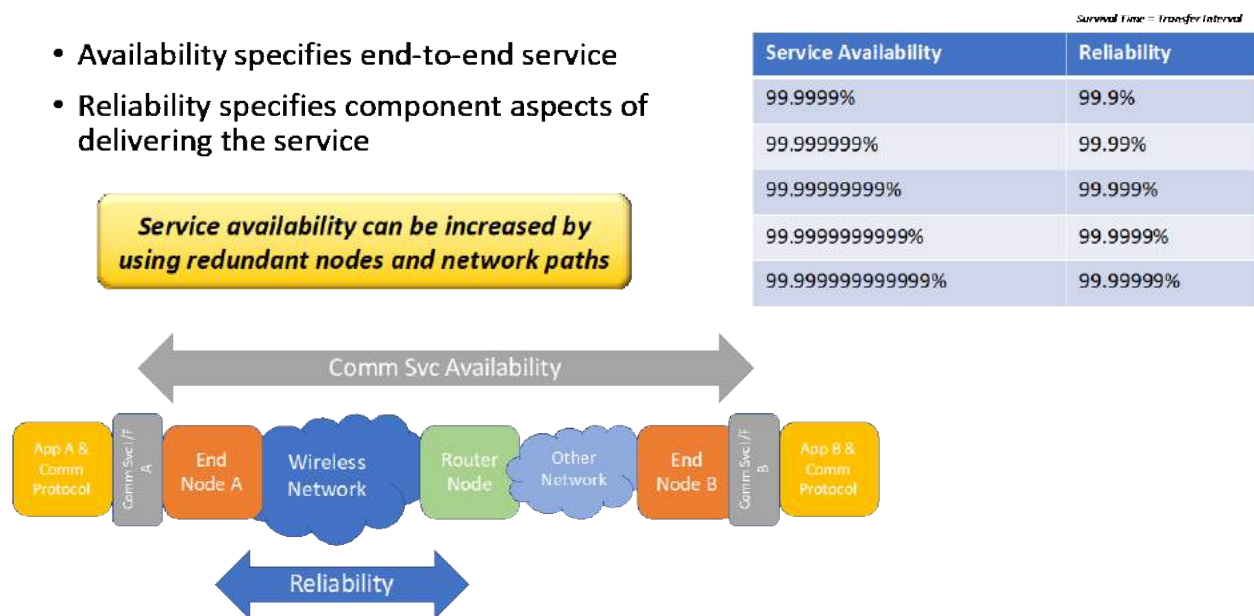 Survival Time = Transfer Interval
• Availability specifies end-to-end service
• Reliability specifies component aspects of
delivering the service
Service availability can be increased by
using redundant nodes and network paths
Service Availability Reliability
99.9999% 99.9%
99.999999% 99.99%
99.99999999% 99.999%
99.9999999999% 99.9999%
99.999999999999% 99.99999%
Comm Svc Availability
App A &
Comm
Protocol
Comm Svc I/F
A
End
Node A
Wireless
Network
Router
Node
Other
Network
End
Node B
Comm Svc I/F
B
App B &
Comm
Protocol
Reliability